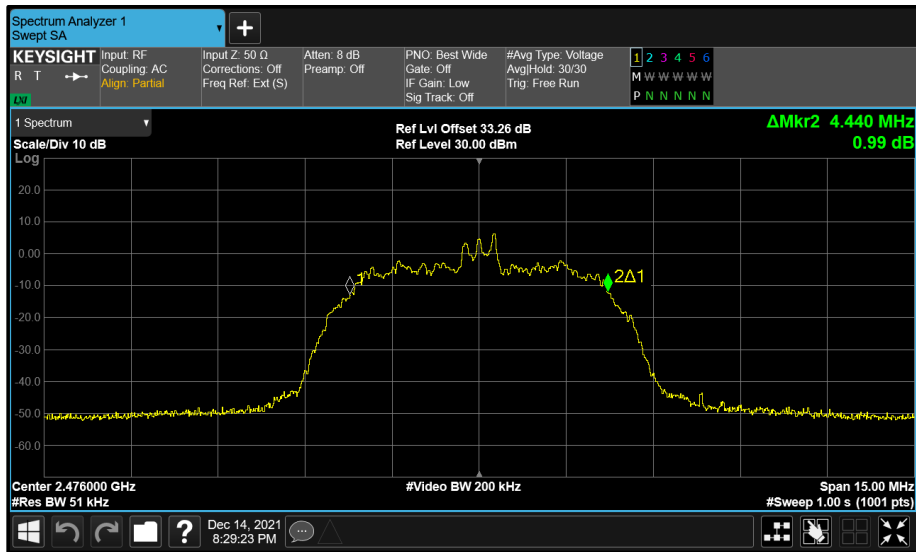 Spectrum Analyzer 1
Swept SA
+
KEYSIGHT
R T
LXI
Input: RF
Coupling: AC
Align: Partial
Input Z: 50 Ω
Corrections: Off
Freq Ref: Ext (S)
Atten: 8 dB
Preamp: Off
PNO: Best Wide
Gate: Off
IF Gain: Low
Sig Track: Off
#Avg Type: Voltage
Avg|Hold: 30/30
Trig: Free Run
1 2 3 4 5 6
M W W W W W W
P N N N N N N
1 Spectrum
Scale/Div 10 dB
Ref Lvl Offset 33.26 dB
Ref Level 30.00 dBm
ΔMkr2 4.440 MHz
0.99 dB
Log
20.0
10.0
0.00
-10.0
-20.0
-30.0
-40.0
-50.0
-60.0
1
2Δ1
Center 2.476000 GHz
#Res BW 51 kHz
#Video BW 200 kHz
Span 15.00 MHz
#Sweep 1.00 s (1001 pts)
?
Dec 14, 2021
8:29:23 PM